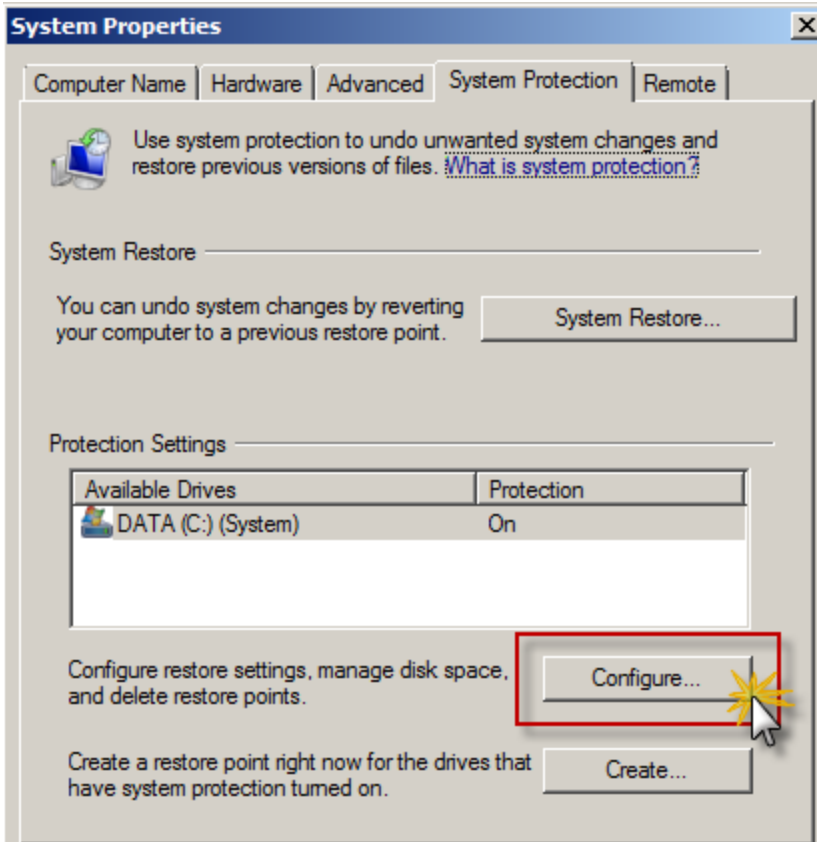 System Properties
Computer Name Hardware Advanced System Protection Remote
Use system protection to undo unwanted system changes and
restore previous versions of files. What is system protection?
System Restore
You can undo system changes by reverting
your computer to a previous restore point.
System Restore...
Protection Settings
Available Drives Protection
DATA (C:) (System) On
Configure restore settings, manage disk space,
and delete restore points.
Configure...
Create a restore point right now for the drives that
have system protection turned on.
Create...